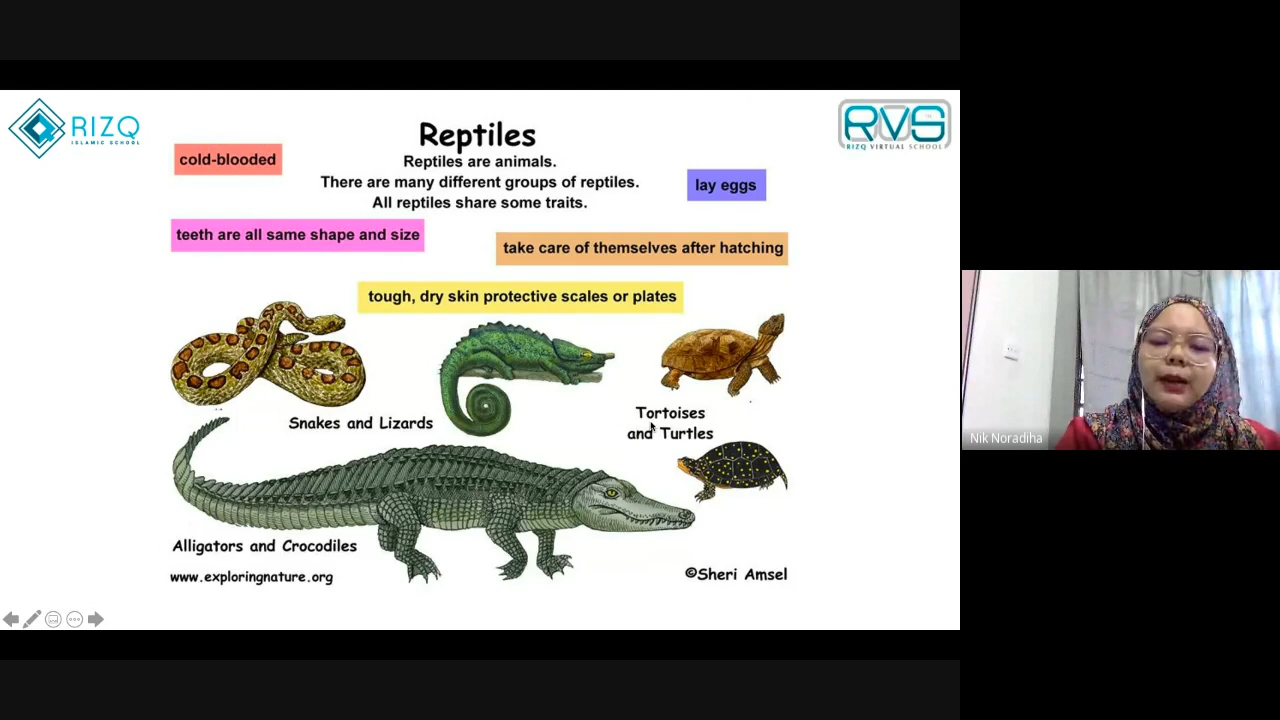 RIZQ
ISLAMIC SCHOOL
RVS
RIZQ VIRTUAL SCHOOL
Reptiles
cold-blooded
Reptiles are animals.
There are many different groups of reptiles.
lay eggs
All reptiles share some traits.
teeth are all same shape and size
take care of themselves after hatching
tough, dry skin protective scales or plates
Snakes and Lizards
Tortoises
and Turtles
Alligators and Crocodiles
www.exploringnature.org
©Sheri Amsel
Nik Noradiha